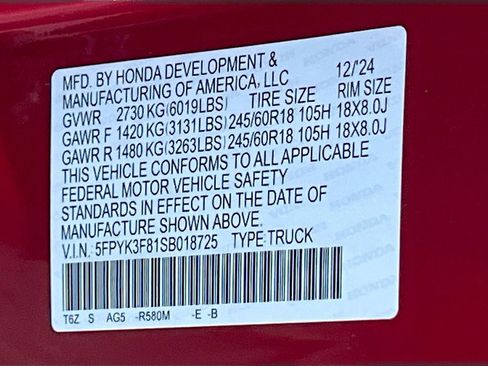 MFD. BY HONDA DEVELOPMENT &
MANUFACTURING OF AMERICA, LLC 12/'24
GVWR 2730 KG(6019LBS) TIRE SIZE RIM SIZE
GAWR F 1420 KG(3131LBS) 245/60R18 105H 18X8.0J
GAWR R 1480 KG(3263LBS) 245/60R18 105H 18X8.0J
THIS VEHICLE CONFORMS TO ALL APPLICABLE
FEDERAL MOTOR VEHICLE SAFETY
STANDARDS IN EFFECT ON THE DATE OF
MANUFACTURE SHOWN ABOVE.
V.I.N.: 5FPYK3F81SB018725 TYPE:TRUCK
T6Z S AG5 -R580M -E -B